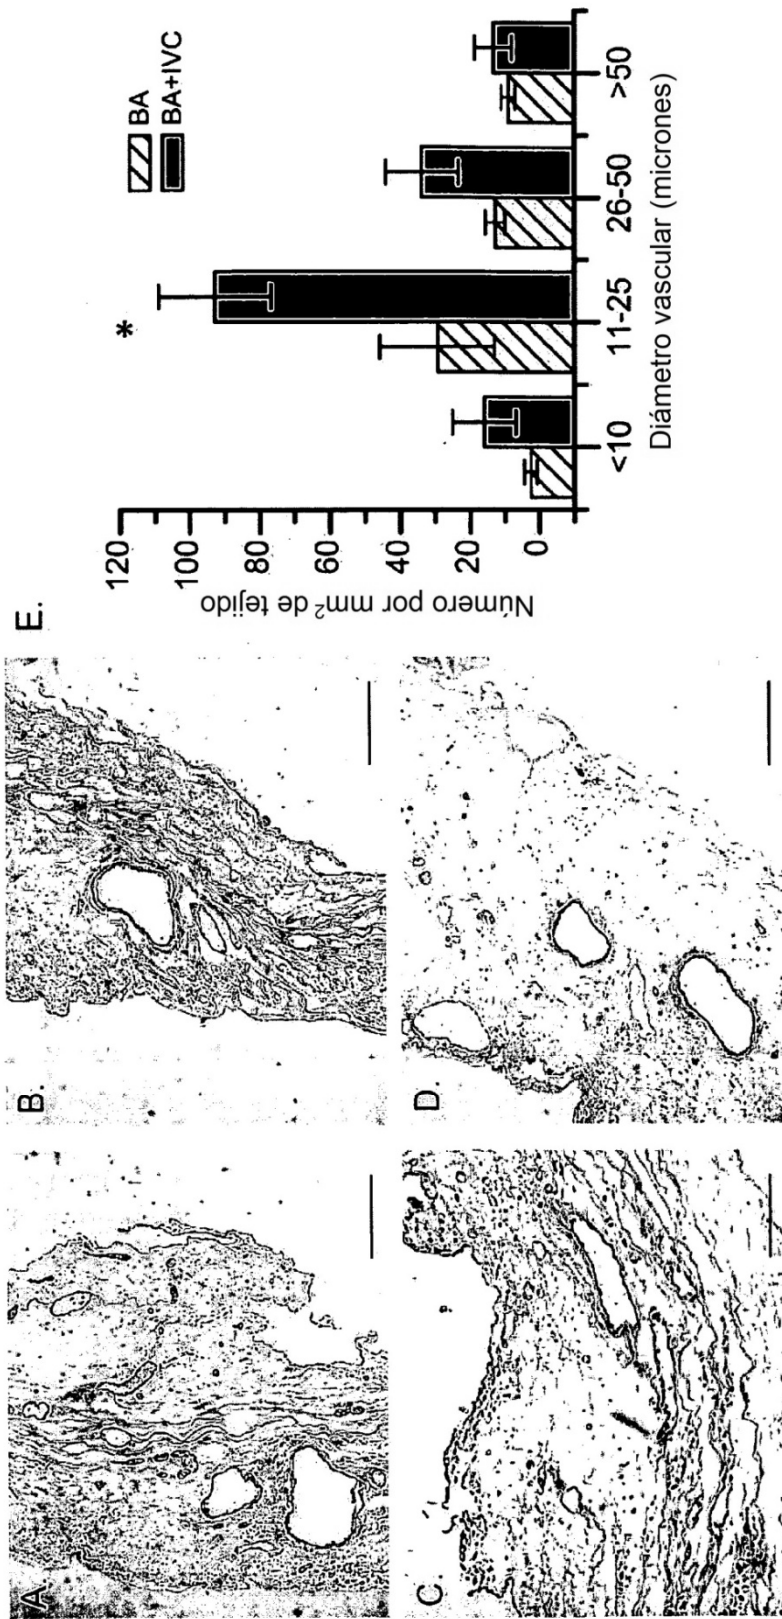 A.
B.
C.
D.
E.
BA
BA+IVC
*
Número por mm² de tejido
120
100
80
60
40
20
0
<10
11-25
26-50
>50
Diámetro vascular (micrones)